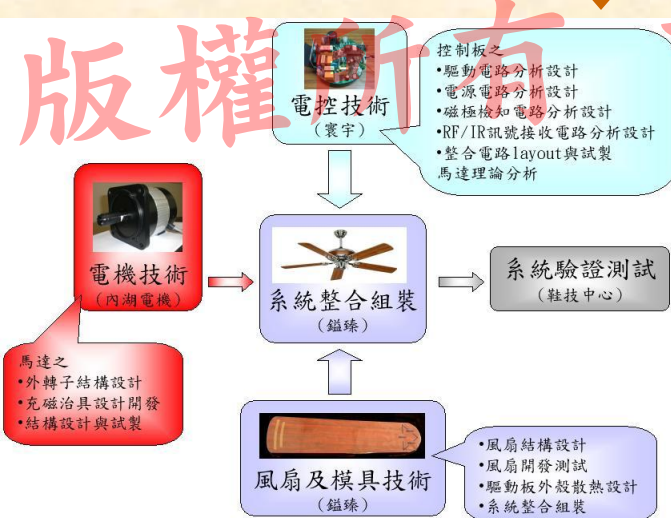 版權所有
電控技術
(寰宇)
控制板之
•驅動電路分析設計
•電源電路分析設計
•磁極檢知電路分析設計
•RF/IR訊號接收電路分析設計
•整合電路layout與試製
馬達理論分析
電機技術
(內湖電機)
系統整合組裝
(鎰臻)
系統驗證測試
(鞋技中心)
馬達之
•外轉子結構設計
•充磁治具設計開發
•結構設計與試製
風扇及模具技術
(鎰臻)
•風扇結構設計
•風扇開發測試
•驅動板外殼散熱設計
•系統整合組裝